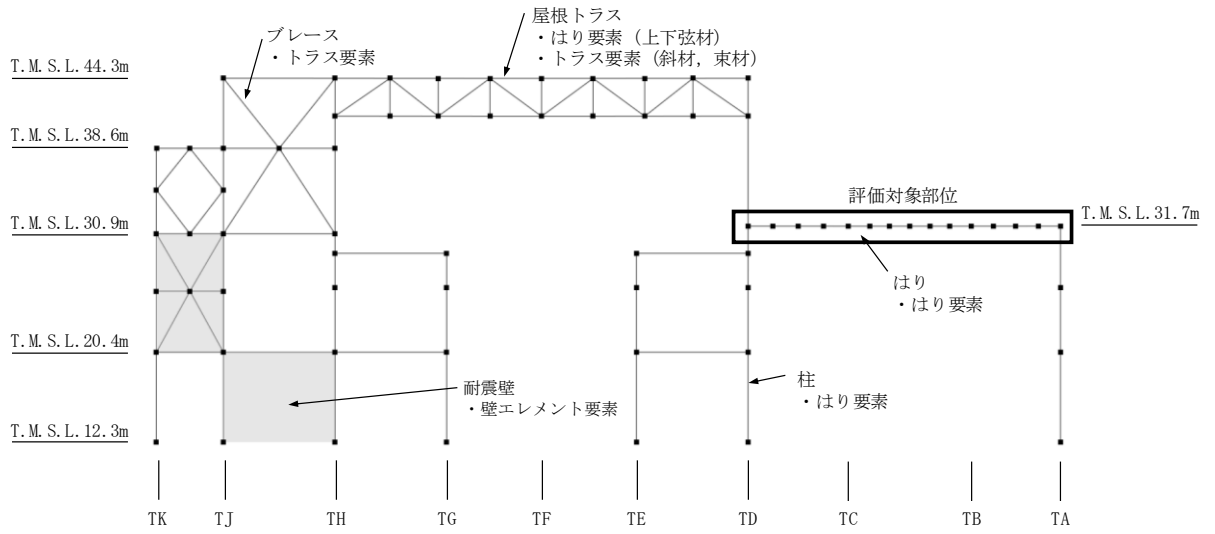 屋根トラス
・はり要素（上下弦材）
・トラス要素（斜材，束材）
ブレース
・トラス要素
T.M.S.L.44.3m
T.M.S.L.38.6m
評価対象部位
T.M.S.L.31.7m
T.M.S.L.30.9m
はり
・はり要素
T.M.S.L.20.4m
柱
・はり要素
耐震壁
・壁エレメント要素
T.M.S.L.12.3m
TK TJ TH TG TF TE TD TC TB TA